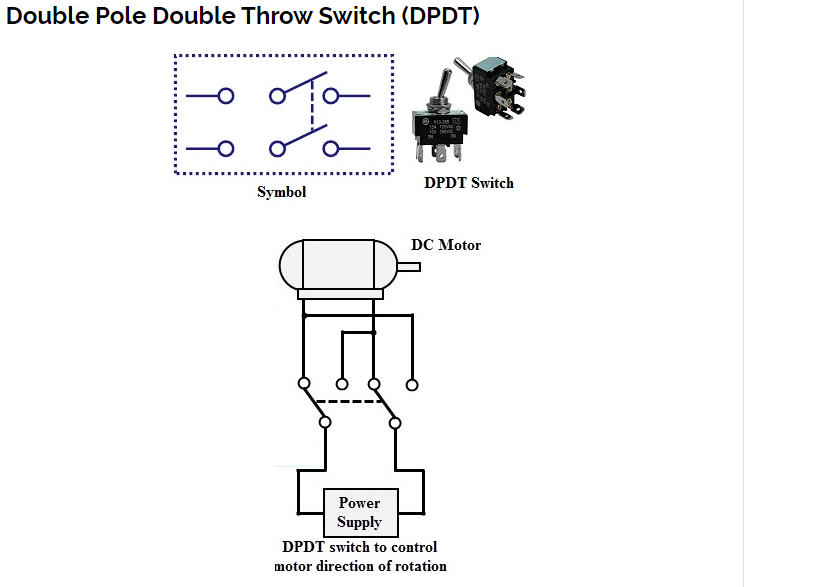 Double Pole Double Throw Switch (DPDT)
Symbol
DPDT Switch
DC Motor
Power
Supply
DPDT switch to control
motor direction of rotation